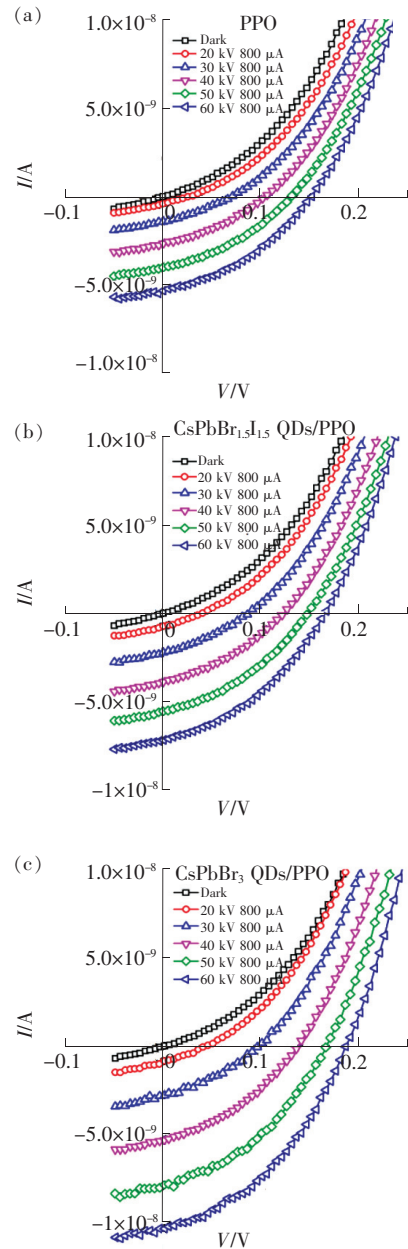 (a)
1.0×10⁻⁸
PPO
Dark
20 kV 800 μA
30 kV 800 μA
40 kV 800 μA
50 kV 800 μA
60 kV 800 μA
5.0×10⁻⁹
I/A
−0.1
0
0.1
0.2
−5.0×10⁻⁹
−1.0×10⁻⁸
V/V
(b)
1.0×10⁻⁸
CsPbBr₁.₅I₁.₅ QDs/PPO
Dark
20 kV 800 μA
30 kV 800 μA
40 kV 800 μA
50 kV 800 μA
60 kV 800 μA
5.0×10⁻⁹
I/A
−0.1
0
0.1
0.2
−5.0×10⁻⁹
−1×10⁻⁸
V/V
(c)
1.0×10⁻⁸
CsPbBr₃ QDs/PPO
Dark
20 kV 800 μA
30 kV 800 μA
40 kV 800 μA
50 kV 800 μA
60 kV 800
5.0×10⁻⁹
I/A
−0.1
0
0.1
0.2
−5.0×10⁻⁹
−1×10⁻⁸
V/V